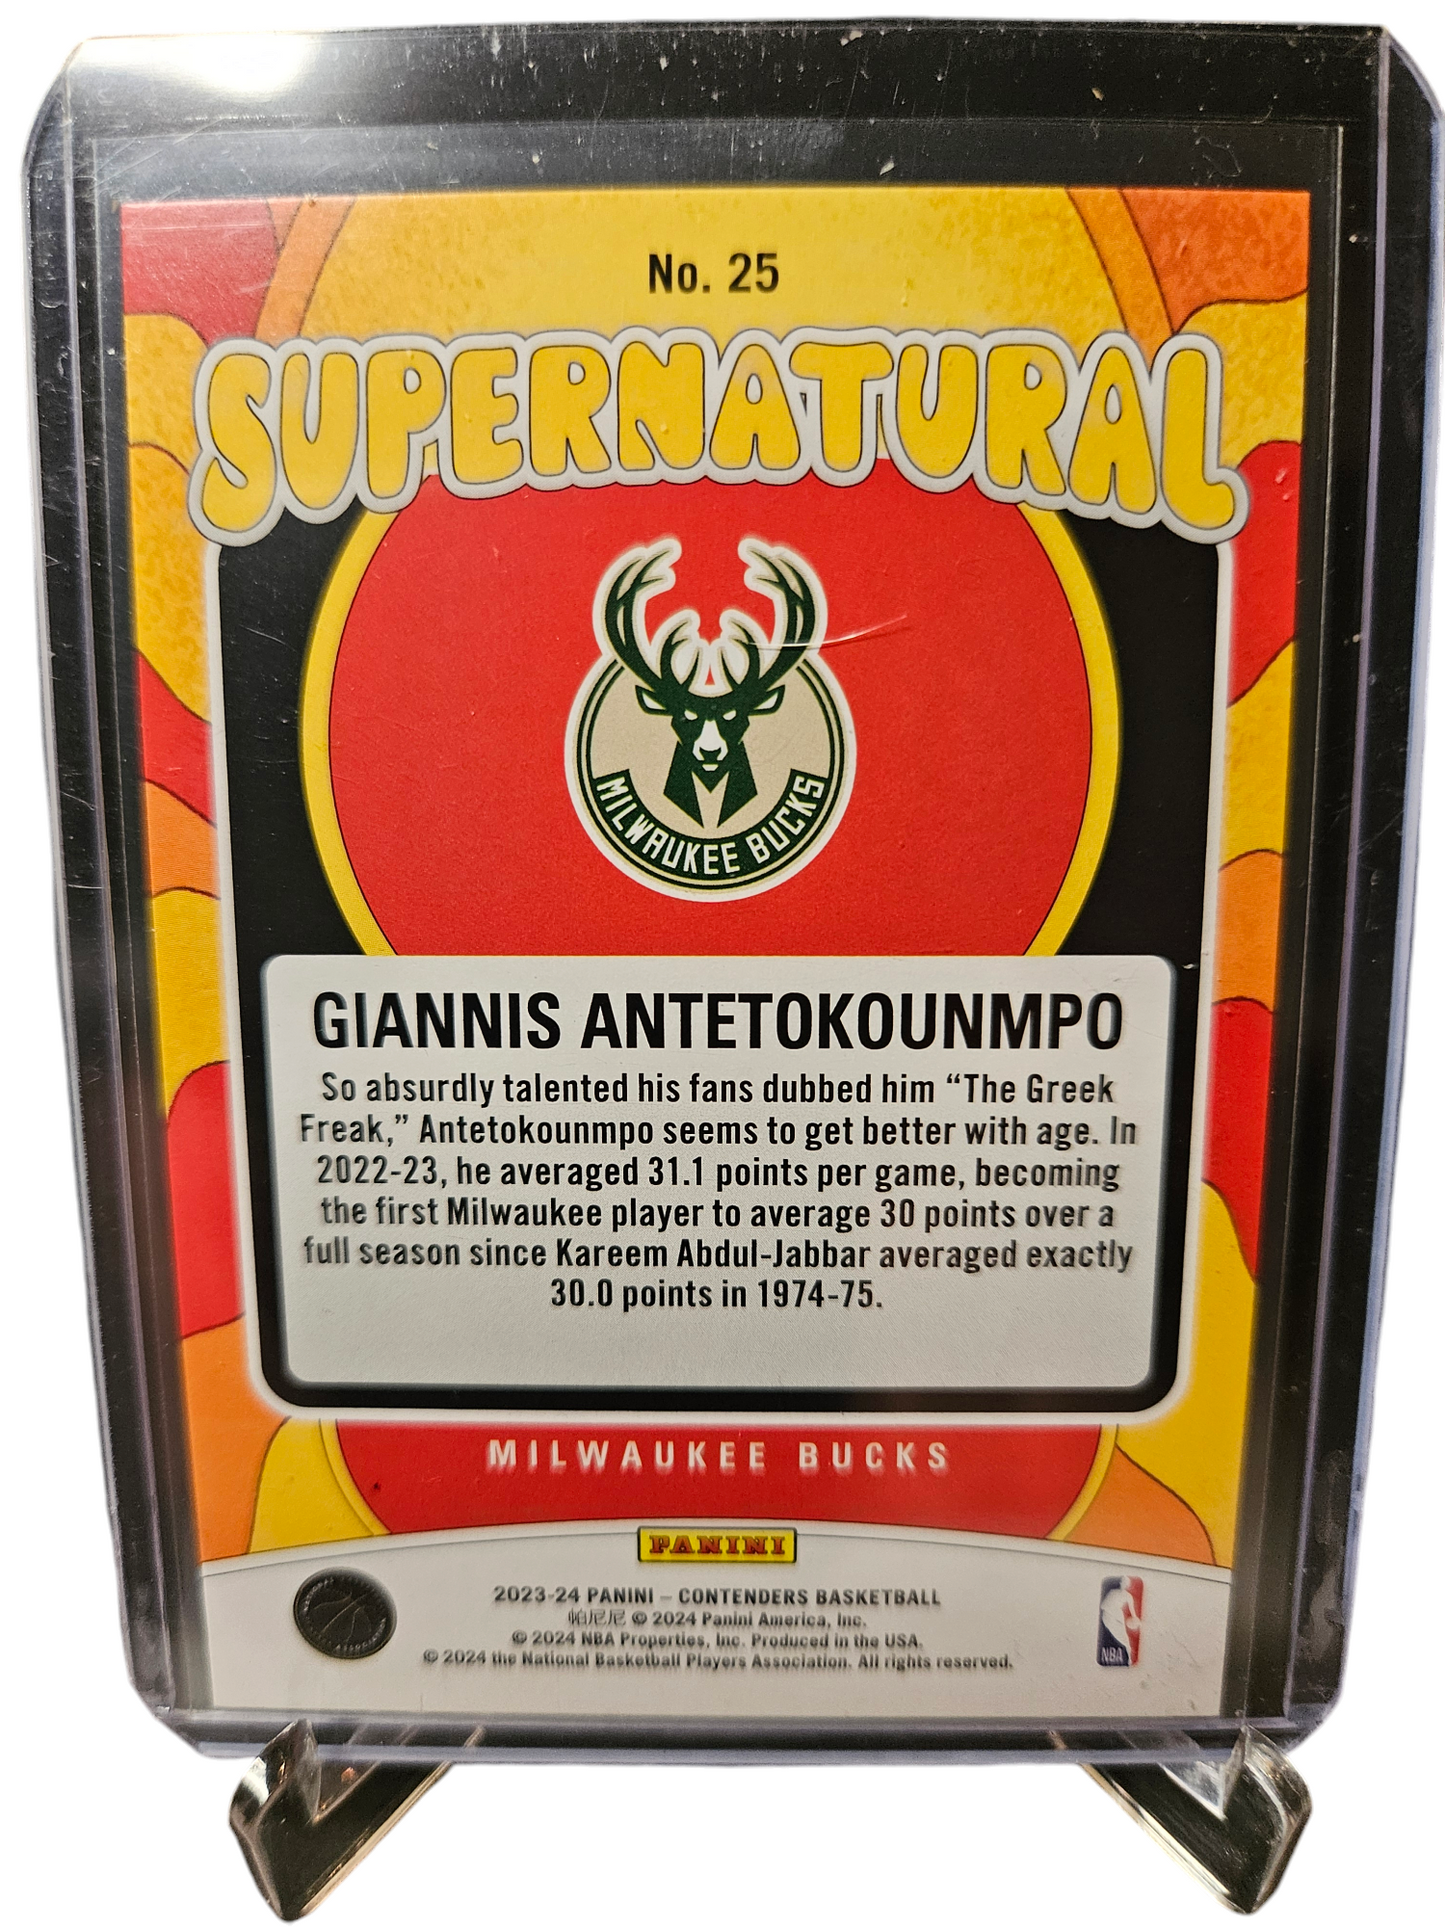 No. 25
SUPERNATURAL
MILWAUKEE BUCKS
GIANNIS ANTETOKOUNMPO
So absurdly talented his fans dubbed him “The Greek
Freak,” Antetokounmpo seems to get better with age. In
2022-23, he averaged 31.1 points per game, becoming
the first Milwaukee player to average 30 points over a
full season since Kareem Abdul-Jabbar averaged exactly
30.0 points in 1974-75.
MILWAUKEE BUCKS
PANINI
2023-24 PANINI – CONTENDERS BASKETBALL
帕尼尼 © 2024 Panini America, Inc.
© 2024 NBA Properties, Inc. Produced in the USA.
© 2024 the National Basketball Players Association. All rights reserved.
NBA